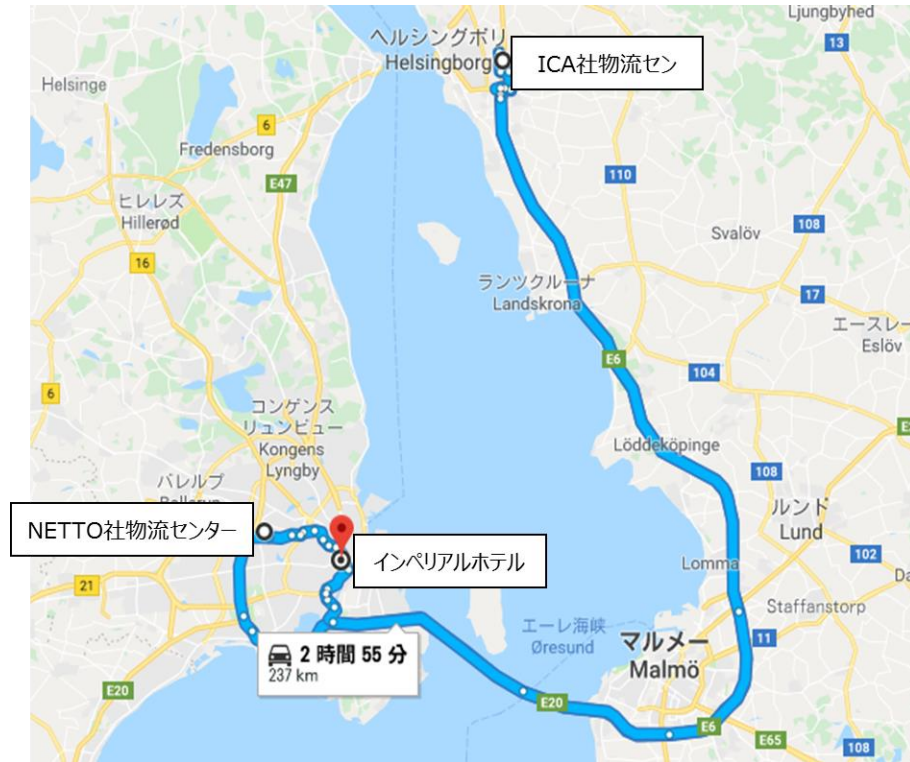 Ljungbyhed
ヘルシングボリ
Helsingborg
ICA社物流セン
13
Helsinge
6
Fredensborg
E47
110
ヒレレズ
Hillerød
108
Svalöv
16
ランツクルーナ
Landskrona
17
エースレー
Eslöv
E6
104
6
コンゲンス
リュンビュー
Kongens
Lyngby
Löddeköpinge
108
バレルプ
ルンド
Lund
NETTO社物流センター
インペリアルホテル
102
21
Lomma
Staffanstorp
エーレ海峡
Øresund
マルメー
Malmö
11
2 時間 55 分
237 km
E20
E20
E6
E65
108